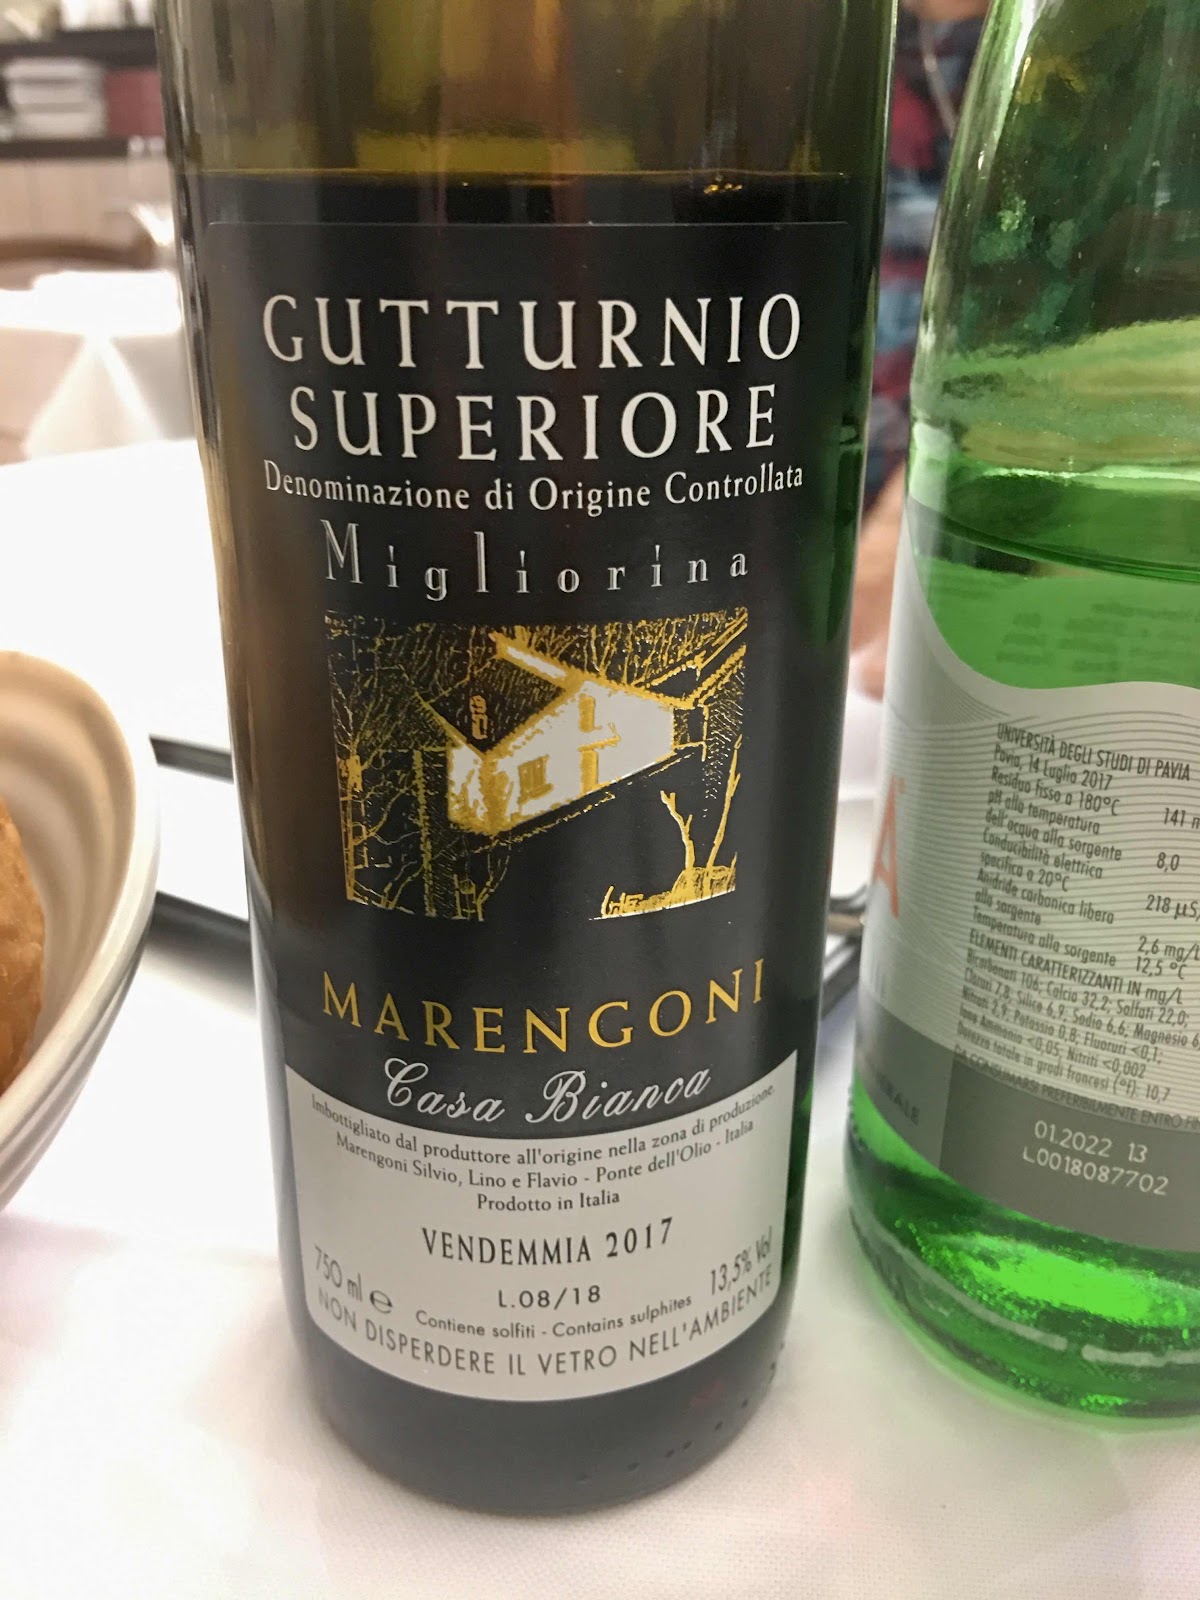 GUTTURNIO
SUPERIORE
Denominazione di Origine Controllata
Migliorina
MARENGONI
Casa Bianca
Imbottigliato dal produttore all'origine nella zona di produzione
Marengoni Silvio, Lino e Flavio - Ponte dell'Olio - Italia
Prodotto in Italia
VENDEMMIA 2017
750 ml e
L.08/18
13,5% Vol
Contiene solfiti - Contains sulphites
NON DISPERDERE IL VETRO NELL'AMBIENTE
UNIVERSITÀ DEGLI STUDI DI PAVIA
Pavia, 14 Luglio 2017
Residuo fisso a 180°C 141
pH alla temperatura
dell'acqua alla sorgente 8,0
Conducibilità elettrica
specifica a 20°C 218 µS/
Anidride carbonica libera
alla sorgente 2,6 mg/L
Temperatura alla sorgente 12,5 °C
ELEMENTI CARATTERIZZANTI IN mg/L
Bicarbonati 106; Calcio 32,2; Solfati 22,0;
Cloruri 7,8; Silice 6,9; Sodio 6,6; Magnesio 6,
Nitrati 2,9; Potassio 0,8; Fluoruri <0,1;
Ione Ammonio <0,05; Nitriti <0,002
Durezza totale in gradi francesi (°f). 10,7
DA CONSUMARSI PREFERIBILMENTE ENTRO
01.2022 13
L0018087702